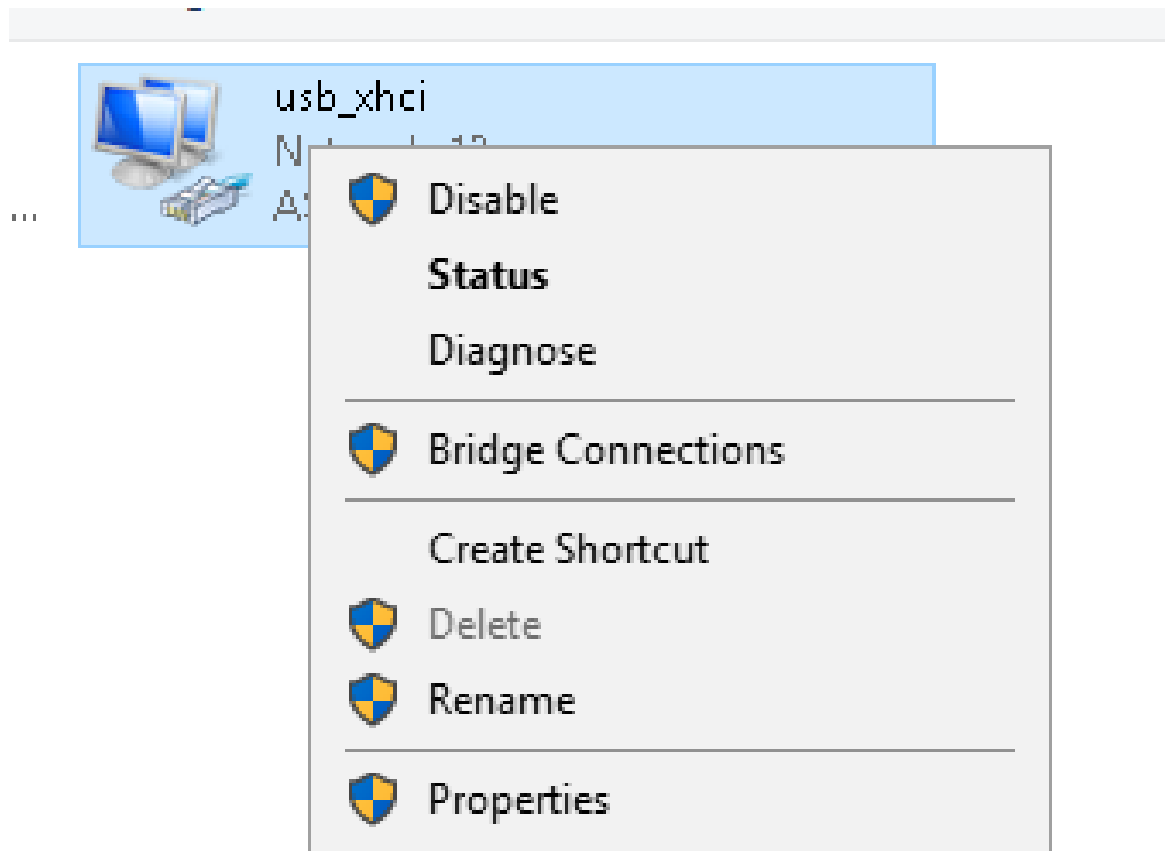 usb_xhci
...
Disable
Status
Diagnose
Bridge Connections
Create Shortcut
Delete
Rename
Properties